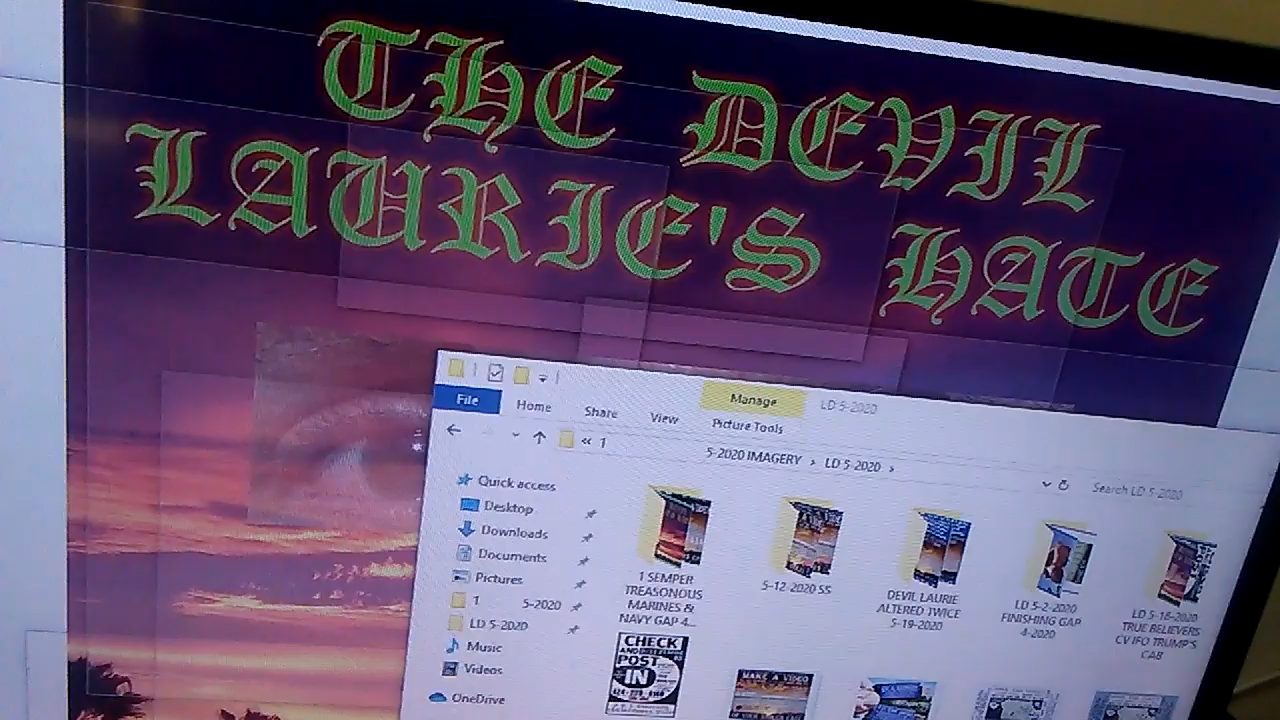 THE DEVIL
LAURIE'S HATE
Manage
LD 5-2020
File
Home
Share
View
Picture Tools
« 1
5-2020 IMAGERY › LD 5-2020 ›
Search LD 5-2020
Quick access
Desktop
Downloads
Documents
Pictures
1 5-2020
LD 5-2020
Music
Videos
OneDrive
1 SEMPER
TREASONOUS
MARINES &
NAVY GAP 4...
5-12-2020 SS
DEVIL LAURIE
ALTERED TWICE
5-19-2020
LD 5-2-2020
FINISHING GAP
4-2020
LD 5-16-2020
TRUE BELIEVERS
CV IFO TRUMP'S
CAB
CHECK
POST
IN
MAKE A VIDEO